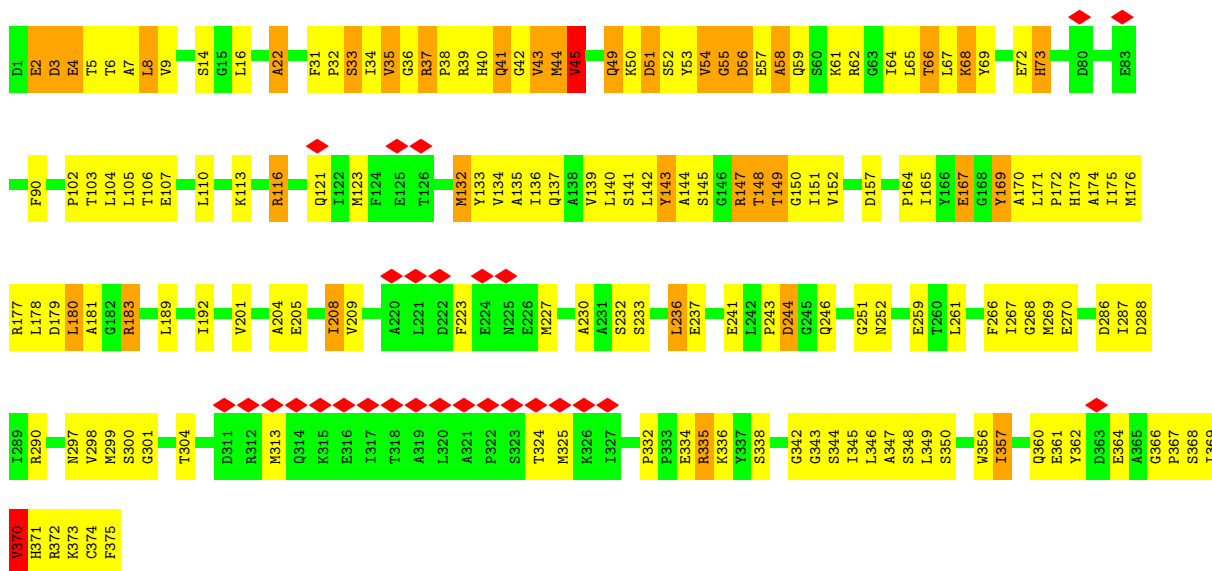 D1 E2 D3 E4 T5 T6 A7 L8 V9 S14 G15 L16 A22 F31 P32 S33 I34 V35 G36 R37 P38 R39 H40 Q41 G42 V43 M44 V45 Q49 K50 D51 S52 Y53 V54 G55 D56 E57 A58 Q59 S60 K61 R62 G63 I64 L65 T66 L67 K68 Y69 E72 H73 D80 E83
F90 P102 T103 L104 L105 T106 E107 L110 K113 R116 Q121 I122 M123 F124 E125 T126 M132 Y133 V134 A135 I136 Q137 A138 V139 L140 S141 L142 Y143 A144 S145 G146 R147 T148 T149 G150 I151 V152 D157 P164 I165 Y166 E167 G168 Y169 A170 L171 P172 H173 A174 I175 M176
R177 L178 D179 L180 A181 G182 R183 L189 I192 V201 A204 E205 I208 V209 A220 L221 D222 F223 E224 N225 E226 M227 A230 A231 S232 S233 L236 E237 E241 L242 P243 D244 G245 Q246 G251 N252 E259 T260 L261 F266 I267 G268 M269 E270 D286 I287 D288
I289 R290 N297 V298 M299 S300 G301 T304 D311 R312 M313 Q314 K315 E316 I317 T318 A319 L320 A321 P322 S323 T324 M325 K326 I327 P332 P333 E334 R335 K336 Y337 S338 G342 G343 S344 I345 L346 A347 S348 L349 S350 W356 I357 Q360 E361 Y362 D363 E364 A365 G366 P367 S368 I369
V370 H371 R372 K373 C374 F375